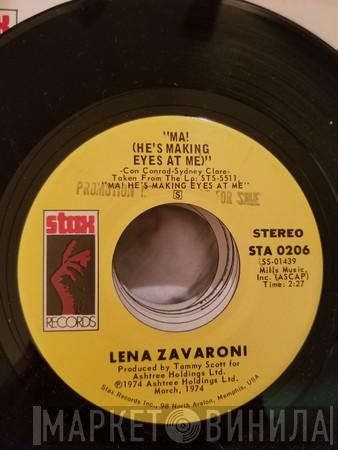 "MA!
(HE'S MAKING
EYES AT ME)"
-Con Conrad-Sydney Clare-
Taken From The Lp: STS-5511
"MA! HE'S MAKING EYES AT ME"
PROMOTION FOR SALE
S
stax
RECORDS
STEREO
STA 0206
(SS-01439
Mills Music,
Inc. (ASCAP)
Time: 2:27
LENA ZAVARONI
Produced by Tommy Scott for
Ashtree Holdings Ltd.
℗1974 Ashtree Holdings Ltd.
March, 1974
Stax Records Inc., 98 North Avalon, Memphis, USA
МАРКЕТ ВИНИЛА